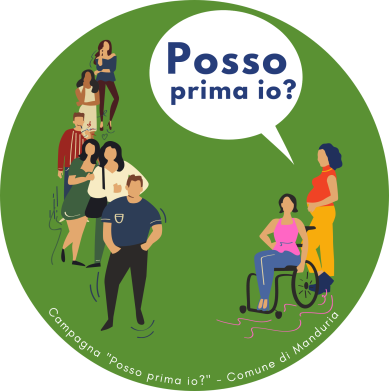 Posso
prima io?
Campagna "Posso prima io?" - Comune di Manduria